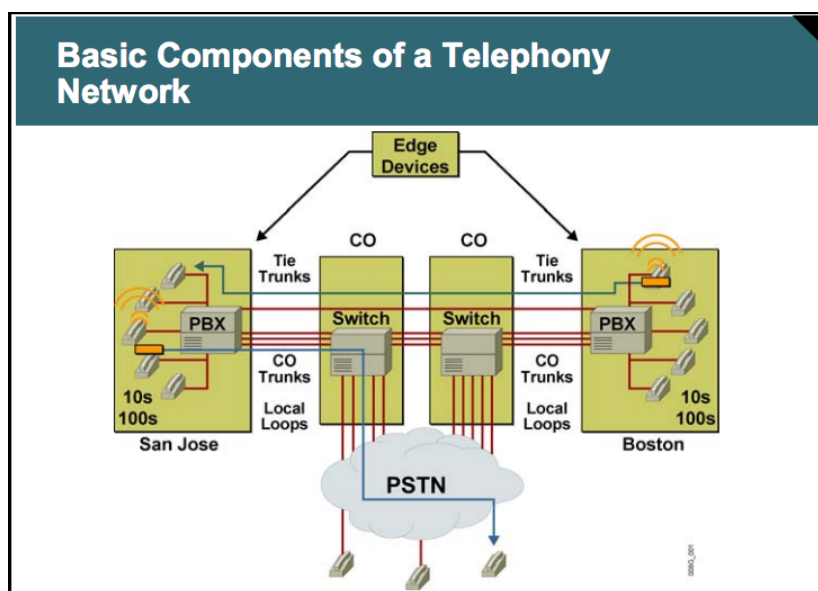 Basic Components of a Telephony
Network
Edge
Devices
CO
CO
Tie
Trunks
Tie
Trunks
PBX
Switch
Switch
PBX
CO
Trunks
CO
Trunks
10s
100s
Local
Loops
Local
Loops
10s
100s
San Jose
Boston
PSTN
0080_001